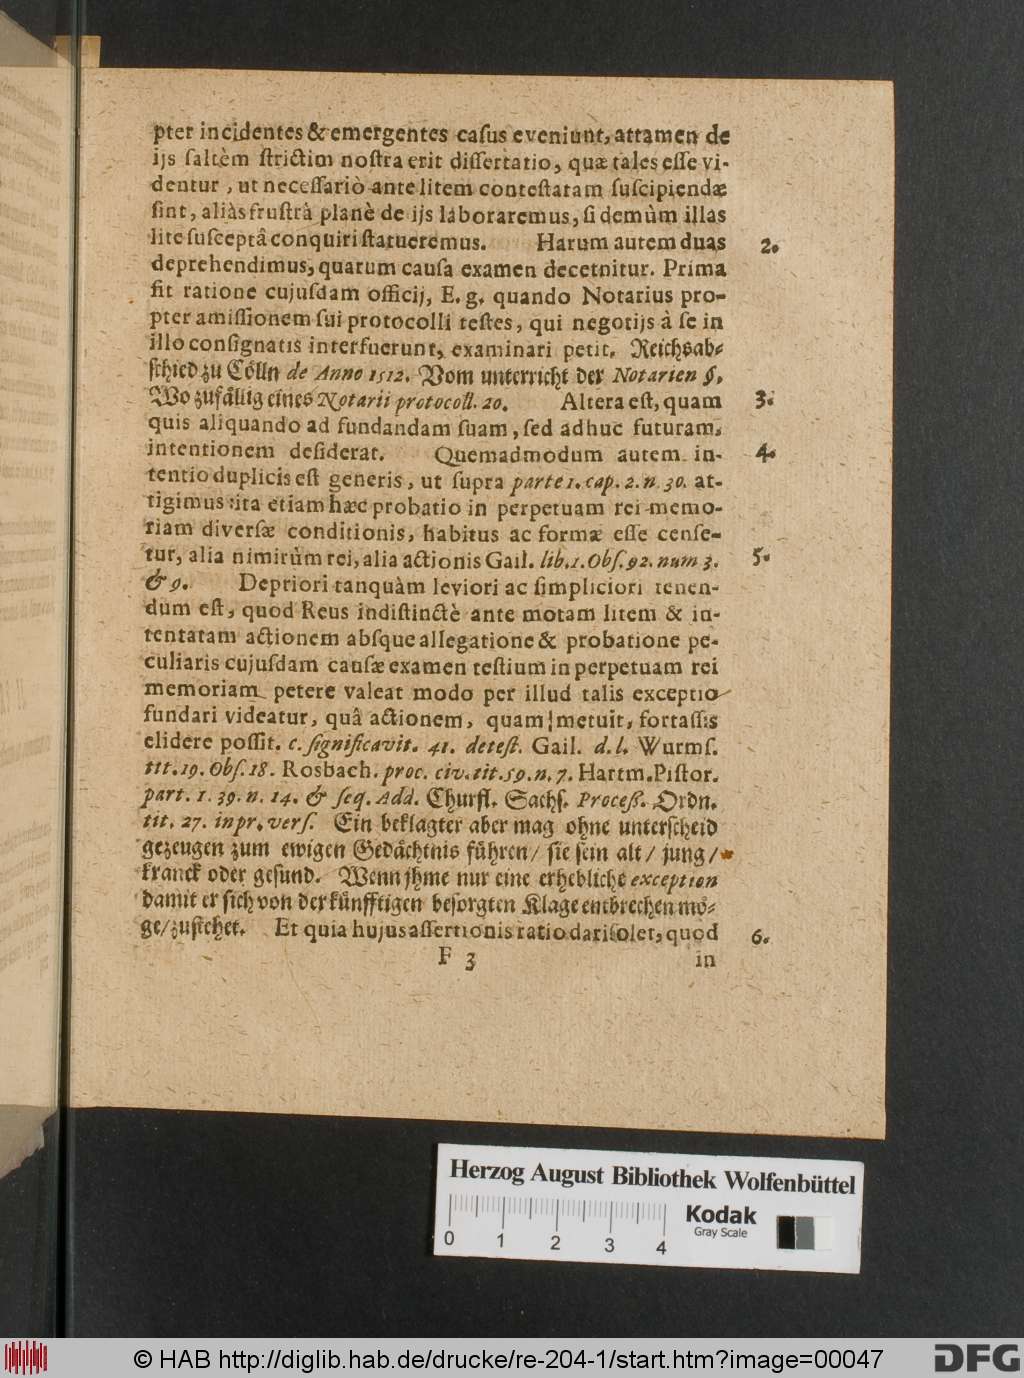 pter incidentes & emergentes caſus eveniunt, attamen de
ijs ſaltèm ſtrictim noſtra erit diſſertatio, quæ tales eſſe vi-
dentur, ut neceſſariò ante litem conteſtatam ſuſcipiendæ
ſint, aliàs fruſtrà planè de ijs laboraremus, ſi demùm illas
lite ſuſceptâ conquiri ſtatueremus. Harum autem duas 2.
deprehendimus, quarum cauſa examen decetnitur. Prima
fit ratione cujuſdam officij, E. g. quando Notarius pro-
pter amiſſionem ſui protocolli teſtes, qui negotijs à ſe in
illo conſignatis interfuerunt, examinari petit. Reichsab-
ſchied zu Cölln de Anno 1512. Vom unterricht der Notarien §.
Wo zufällig eines Notarii protocoll. 20. Altera eſt, quam 3.
quis aliquando ad fundandam ſuam, ſed adhuc futuram,
intentionem deſiderat. Quemadmodum autem in- 4.
tentio duplicis eſt generis, ut ſupra parte 1. cap. 2. n. 30. at-
tigimus: ita etiam hæc probatio in perpetuam rei memo-
riam diverſæ conditionis, habitus ac formæ eſſe cenſe-
tur, alia nimirùm rei, alia actionis Gail. lib. 1. Obſ. 92. num 3. 5.
& 9. De priori tanquàm leviori ac ſimpliciori tenen-
dum eſt, quod Reus indiſtinctè ante motam litem & in-
tentatam actionem absque allegatione & probatione pe-
culiaris cujuſdam cauſæ examen teſtium in perpetuam rei
memoriam petere valeat modo per illud talis exceptio
fundari videatur, quâ actionem, quam metuit, fortaſſis
elidere poſſit. c. ſignificavit. 41. de teſt. Gail. d. l. Wurmſ.
tit. 19. Obſ. 18. Rosbach. proc. civ. tit. 59. n. 7. Hartm. Piſtor.
part. 1. 39. n. 14. & ſeq. Add. Churfl. Sachſ. Proceß. Ordn.
tit. 27. in pr. verſ. Ein beklagter aber mag ohne unterſcheid
gezeugen zum ewigen Gedächtnis führen/ ſie ſein alt/ jung/
kranck oder geſund. Wenn jhme nur eine erhebliche exception
damit er ſich von der künfftigen beſorgten Klage entbrechen mö-
ge/ zuſtehet. Et quia hujus aſſertionis ratio dari ſolet, quod 6.
F 3 in
Herzog August Bibliothek Wolfenbüttel
Kodak
Gray Scale
0 1 2 3 4
© HAB http://diglib.hab.de/drucke/re-204-1/start.htm?image=00047
DFG